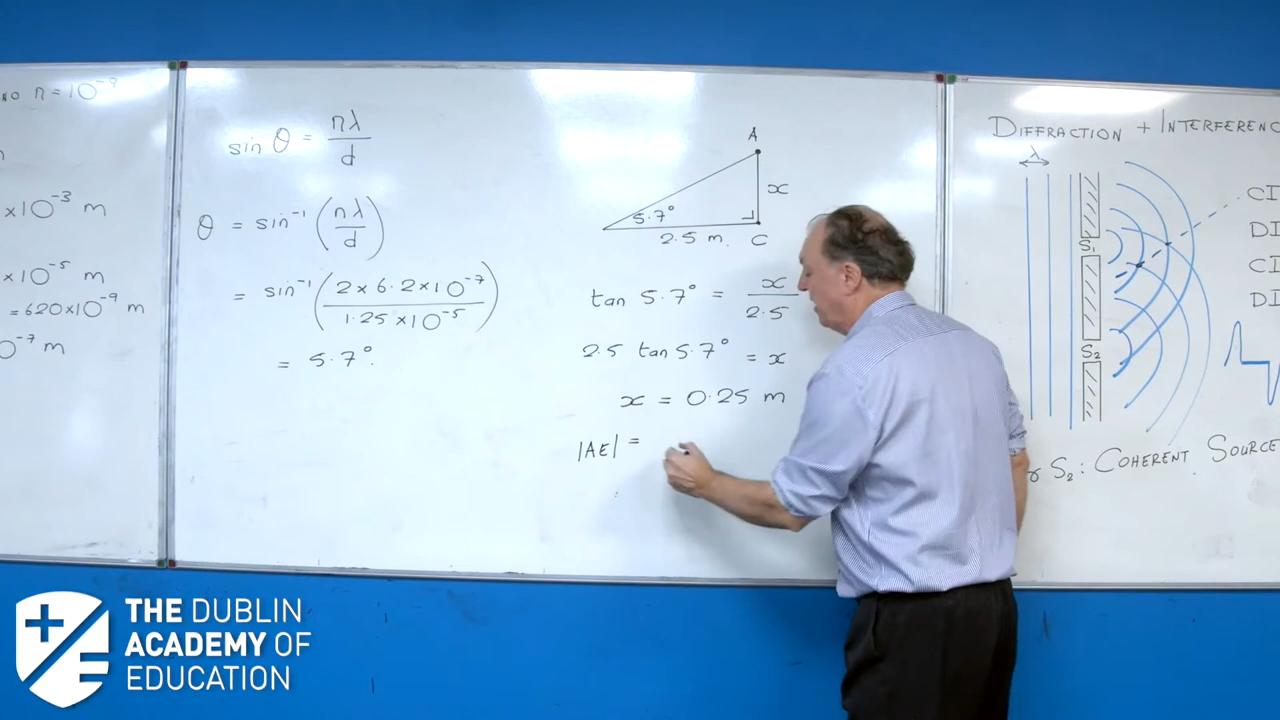 NO n = 10⁻⁹
m
×10⁻³ m
×10⁻⁵ m
= 620×10⁻⁹ m
0⁻⁷ m
sin θ = nλ/d
θ = sin⁻¹ (nλ/d)
= sin⁻¹ (2 × 6.2 × 10⁻⁷ / 1.25 × 10⁻⁵)
= 5.7°.
A
5.7°
x
2.5 m.
C
tan 5.7° = x/2.5
2.5 tan 5.7° = x
x = 0.25 m
|AE| =
DIFFRACTION + INTERFERENC
λ
S₁
S₂
CI
DI
CI
DI
S₂ : COHERENT SOURCE
THE DUBLIN
ACADEMY OF
EDUCATION